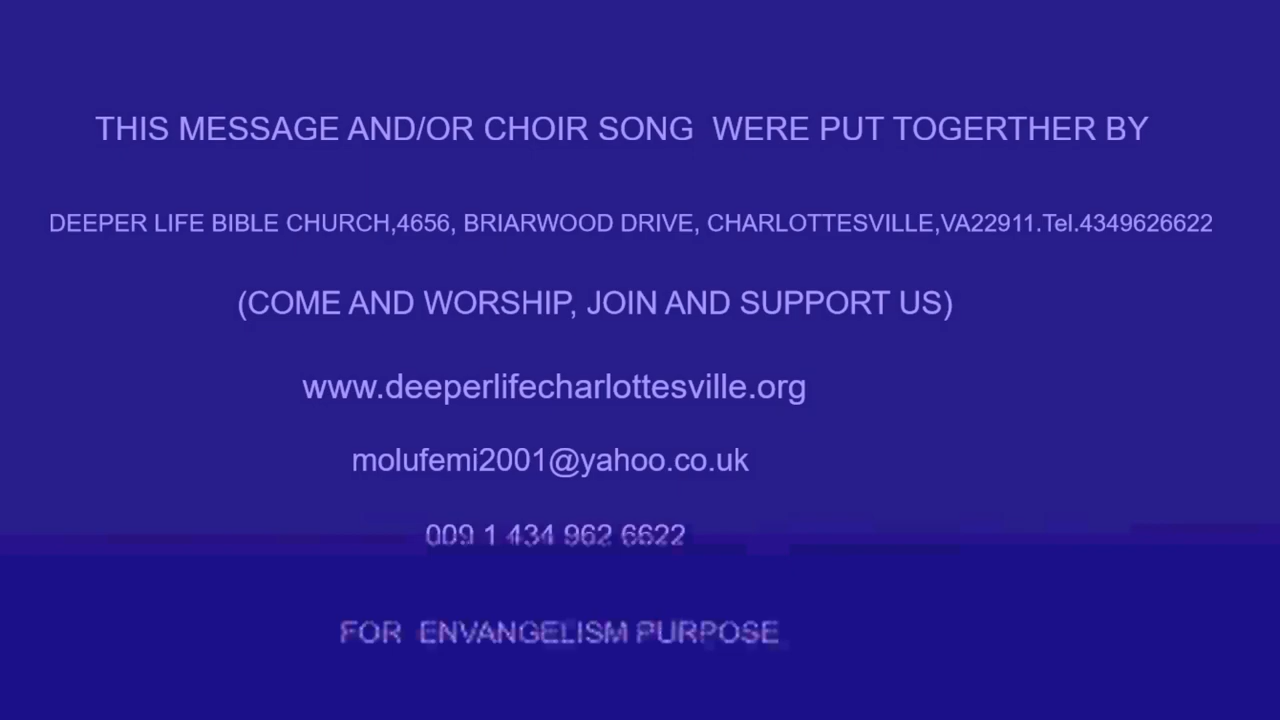 THIS MESSAGE AND/OR CHOIR SONG  WERE PUT TOGERTHER BY
DEEPER LIFE BIBLE CHURCH,4656, BRIARWOOD DRIVE, CHARLOTTESVILLE,VA22911.Tel.4349626622
(COME AND WORSHIP, JOIN AND SUPPORT US)
www.deeperlifecharlottesville.org
molufemi2001@yahoo.co.uk
009 1 434 962 6622
FOR  ENVANGELISM PURPOSE